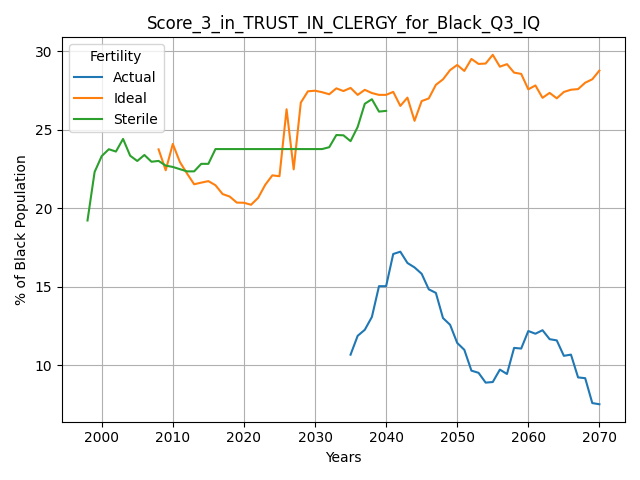 Score_3_in_TRUST_IN_CLERGY_for_Black_Q3_IQ
Fertility
Actual
Ideal
Sterile
% of Black Population
30
25
20
15
10
2000
2010
2020
2030
2040
2050
2060
2070
Years